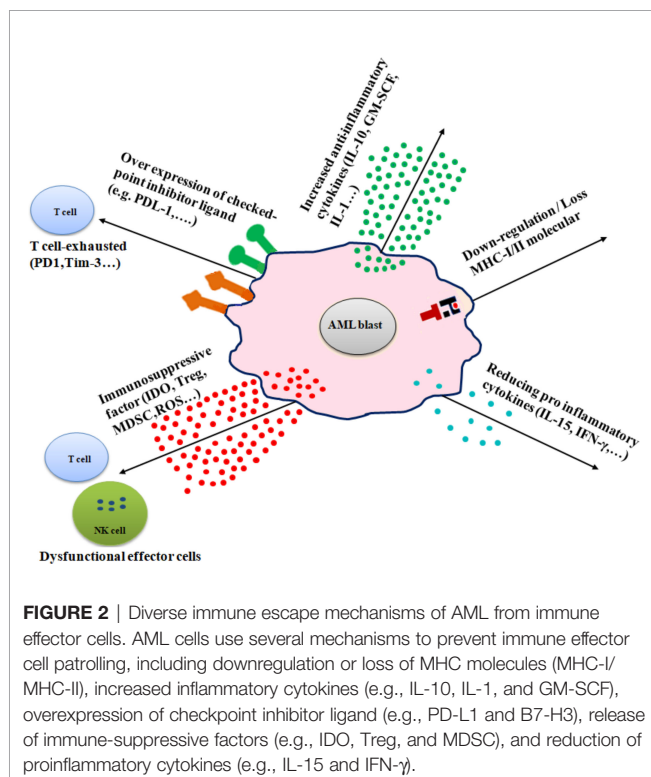 Increased anti-inflammatory
cytokines (IL-10, GM-SCF,
IL-1…)
Over expression of checked-
point inhibitor ligand
(e.g. PDL-1,….)
T cell
T cell-exhausted
(PD1,Tim-3…)
Down-regulation / Loss
MHC-I/II molecular
AML blast
Immunosuppressive
factor (IDO, Treg,
MDSC,ROS…)
Reducing pro inflammatory
cytokines (IL-15, IFN-γ,…)
T cell
NK cell
Dysfunctional effector cells
FIGURE 2 | Diverse immune escape mechanisms of AML from immune
effector cells. AML cells use several mechanisms to prevent immune effector
cell patrolling, including downregulation or loss of MHC molecules (MHC-I/
MHC-II), increased inflammatory cytokines (e.g., IL-10, IL-1, and GM-SCF),
overexpression of checkpoint inhibitor ligand (e.g., PD-L1 and B7-H3), release
of immune-suppressive factors (e.g., IDO, Treg, and MDSC), and reduction of
proinflammatory cytokines (e.g., IL-15 and IFN-γ).